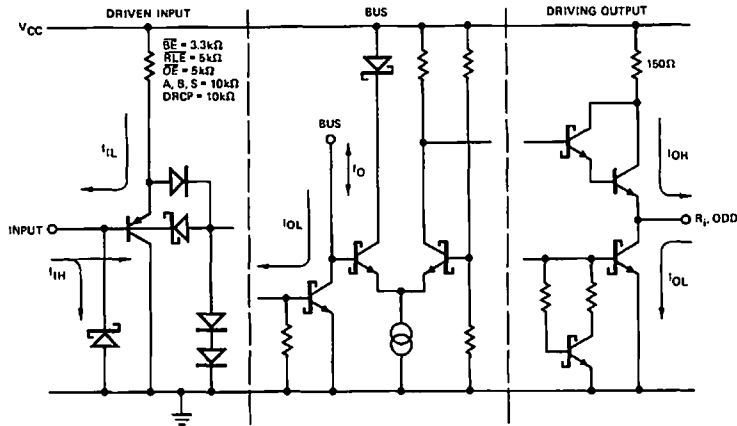 DRIVEN INPUT
BUS
DRIVING OUTPUT
VCC
BE = 3.3kΩ
RLE = 5kΩ
OE = 5kΩ
A, B, S = 10kΩ
DRCP = 10kΩ
150Ω
BUS
IIL
IO
IOH
INPUT
IOL
Ri, ODD
IIH
IOL